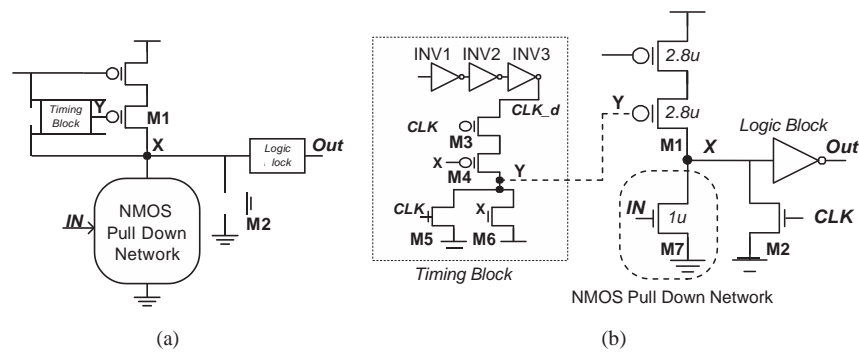 Timing
Block
Y
M1
X
Logic
lock
Out
IN
NMOS
Pull Down
Network
M2
(a)
INV1 INV2 INV3
CLK_d
CLK
M3
X
M4
Y
CLK
M5
X
M6
Timing Block
Y
2.8u
2.8u
M1
X
Logic Block
Out
IN
1u
M7
CLK
M2
NMOS Pull Down Network
(b)